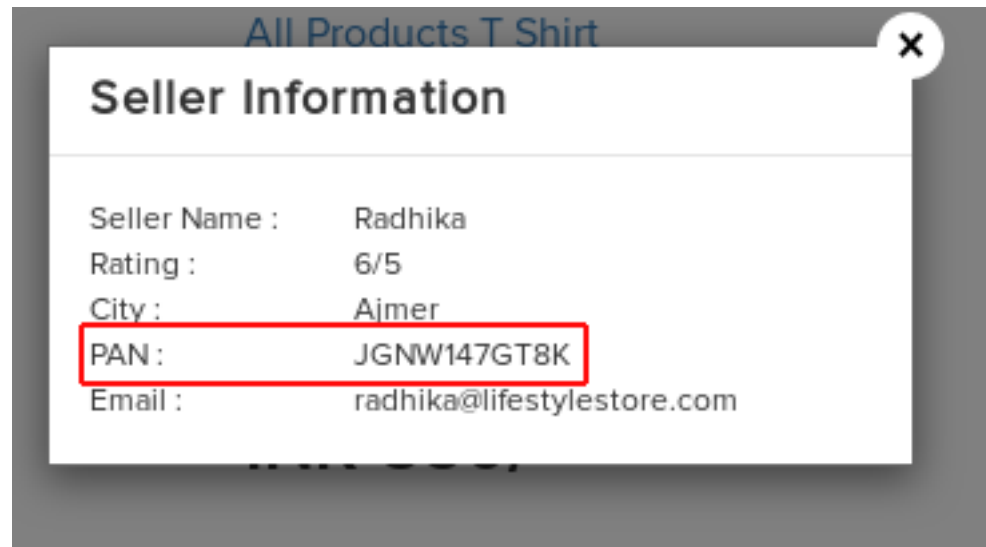 All Products T Shirt
Seller Information
Seller Name : Radhika
Rating : 6/5
City : Ajmer
PAN : JGNW147GT8K
Email : radhika@lifestylestore.com